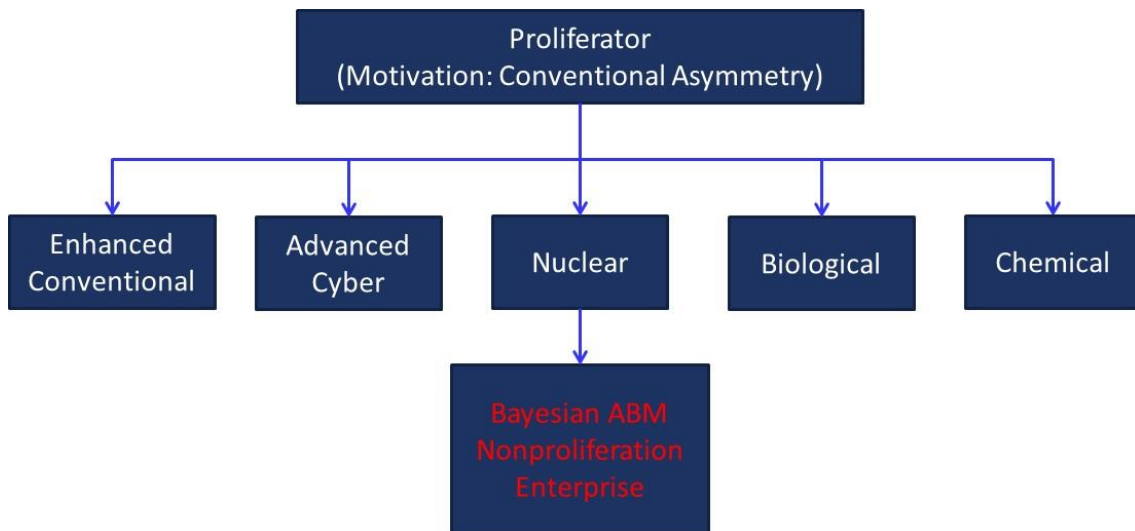 Proliferator
(Motivation: Conventional Asymmetry)
Enhanced
Conventional
Advanced
Cyber
Nuclear
Biological
Chemical
Bayesian ABM
Nonproliferation
Enterprise